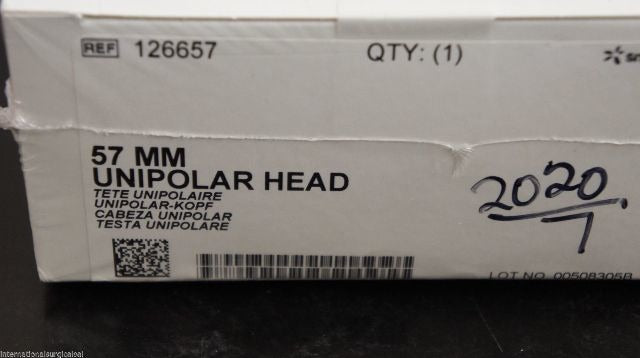 REF 126657 QTY: (1)
57 MM
UNIPOLAR HEAD
TETE UNIPOLAIRE
UNIPOLAR-KOPF
CABEZA UNIPOLAR
TESTA UNIPOLARE
2020
7
LOT NO. 00508305B
internationalsurgicalsal